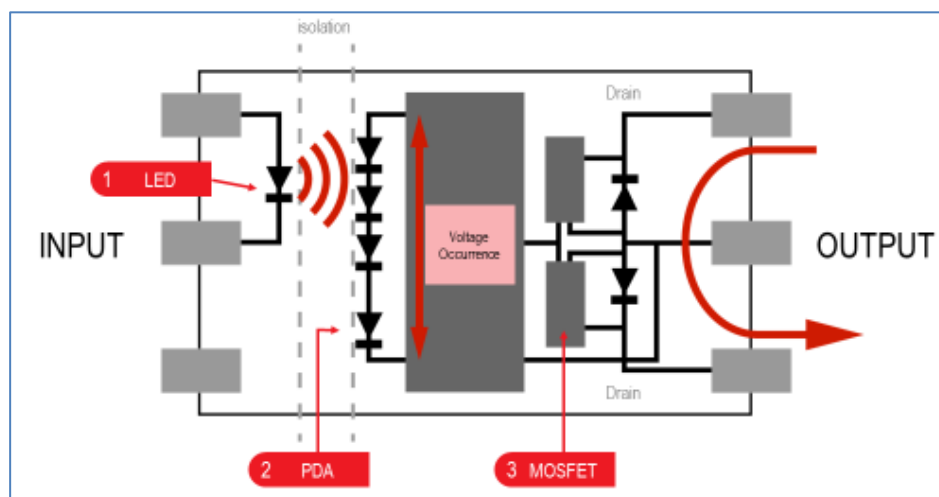 isolation
Drain
1 LED
INPUT
Voltage
Occurrence
OUTPUT
Drain
2 PDA
3 MOSFET